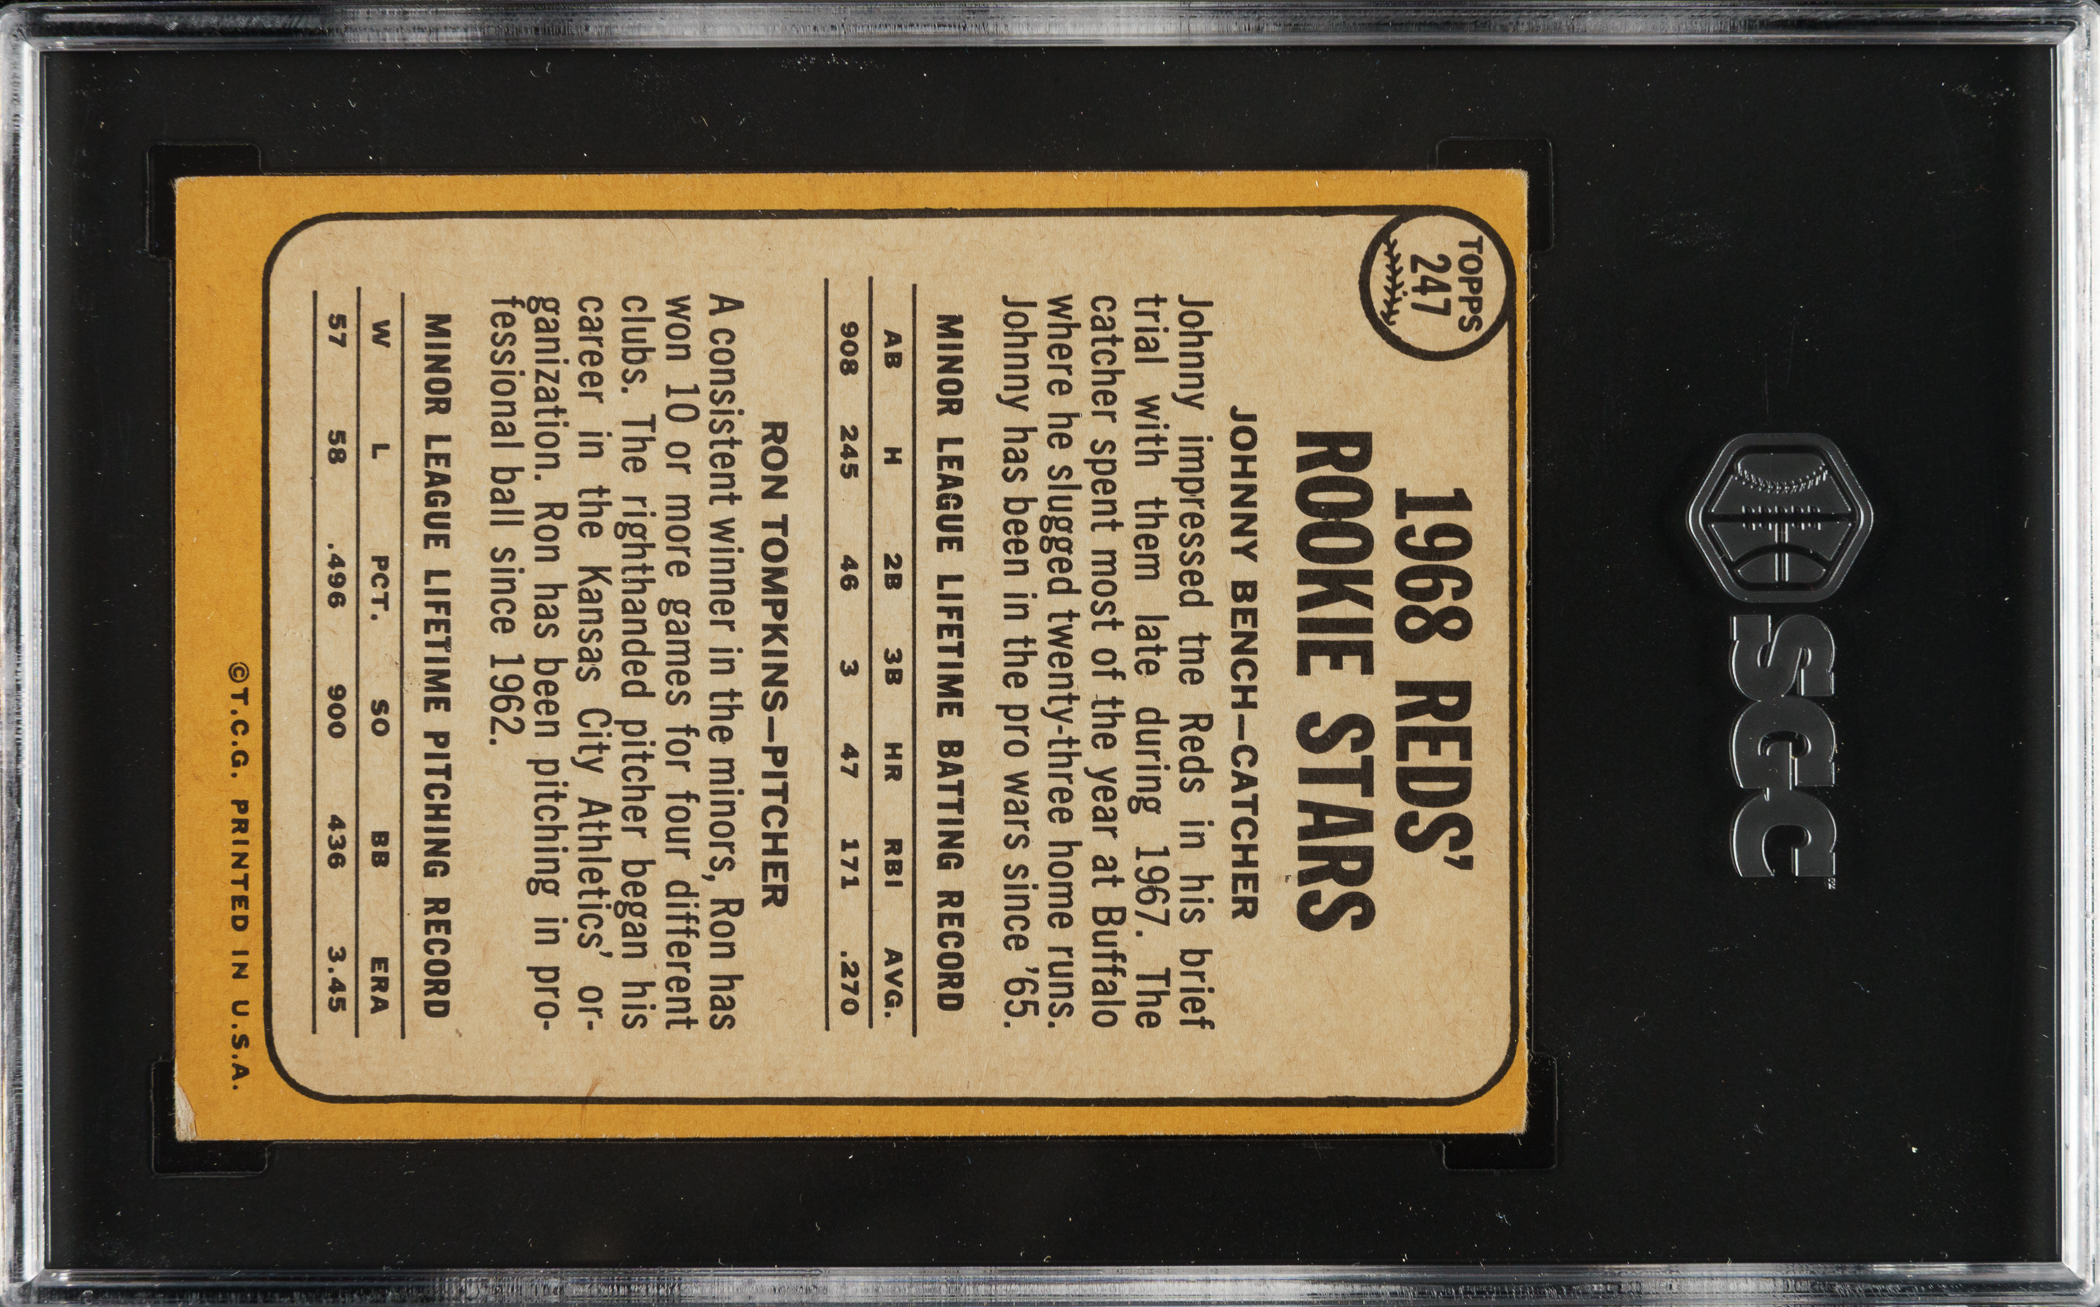 SGC
TOPPS
247
1968 REDS'
ROOKIE STARS
JOHNNY BENCH—CATCHER
Johnny impressed tne Reds in his brief
trial with them late during 1967. The
catcher spent most of the year at Buffalo
where he slugged twenty-three home runs.
Johnny has been in the pro wars since '65.
MINOR LEAGUE LIFETIME BATTING RECORD
AB H 2B 3B HR RBI AVG.
908 245 46 3 47 171 .270
RON TOMPKINS—PITCHER
A consistent winner in the minors, Ron has
won 10 or more games for four different
clubs. The righthanded pitcher began his
career in the Kansas City Athletics' or-
ganization. Ron has been pitching in pro-
fessional ball since 1962.
MINOR LEAGUE LIFETIME PITCHING RECORD
W L PCT. SO BB ERA
57 58 .496 900 436 3.45
©T.C.G. PRINTED IN U.S.A.